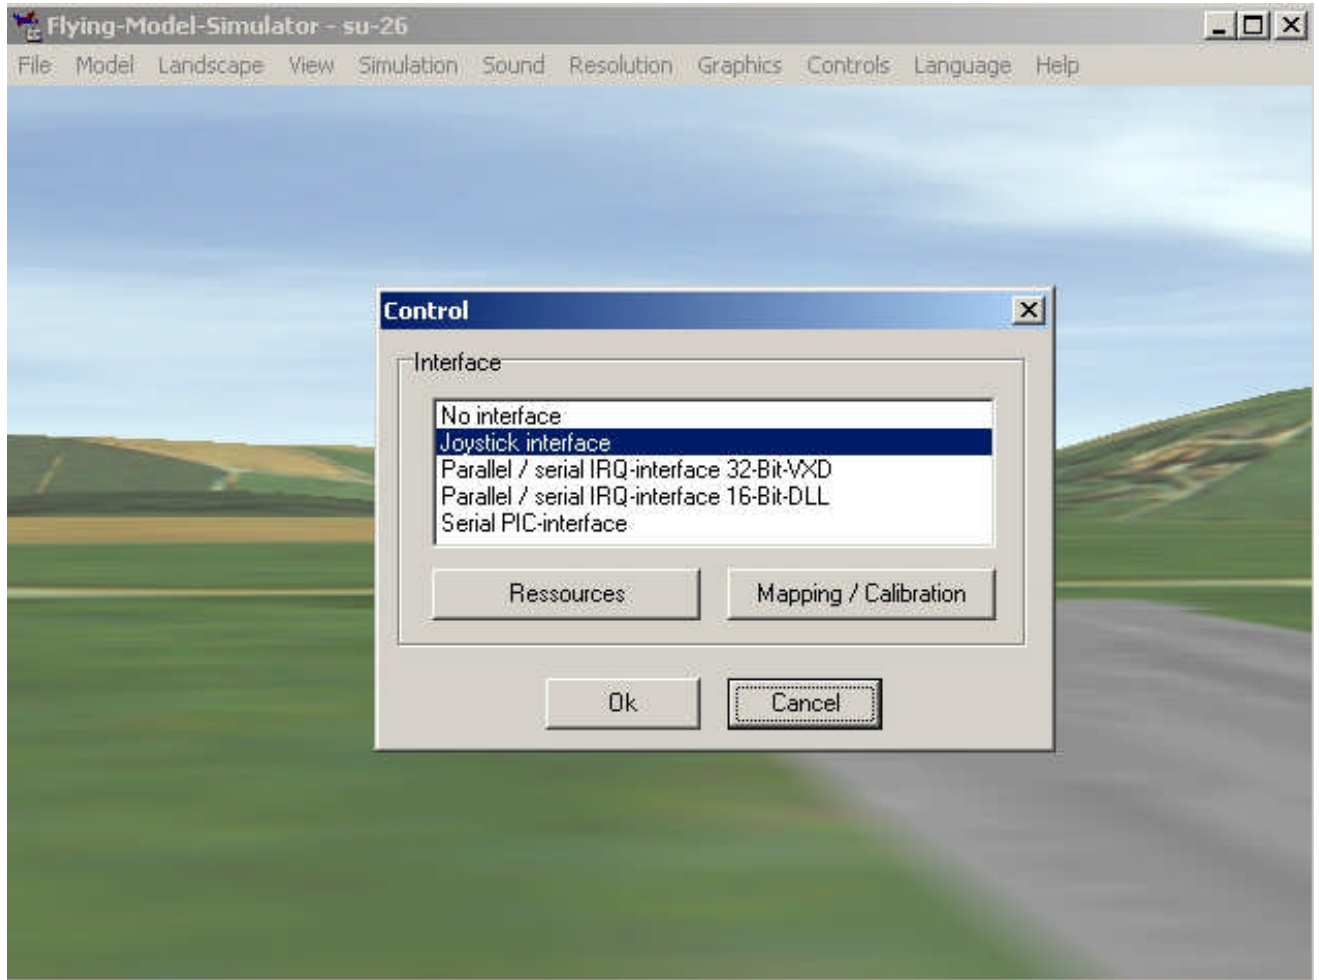 Flying-Model-Simulator - su-26
File Model Landscape View Simulation Sound Resolution Graphics Controls Language Help
Control
Interface
No interface
Joystick interface
Parallel / serial IRQ-interface 32-Bit-VXD
Parallel / serial IRQ-interface 16-Bit-DLL
Serial PIC-interface
Ressources Mapping / Calibration
Ok Cancel